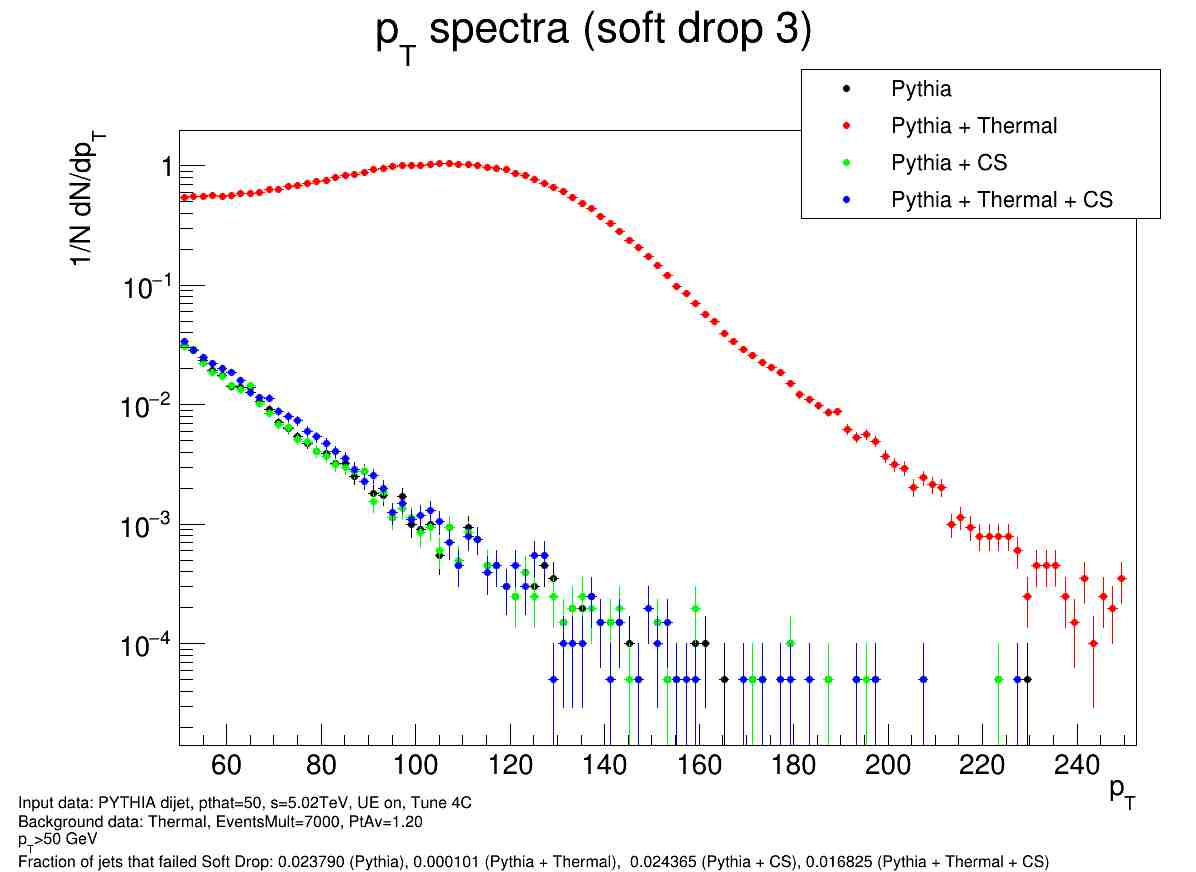 p_T spectra (soft drop 3)
Pythia
Pythia + Thermal
Pythia + CS
Pythia + Thermal + CS
1/N dN/dp_T
1
10^−1
10^−2
10^−3
10^−4
60 80 100 120 140 160 180 200 220 240
p_T
Input data: PYTHIA dijet, pthat=50, s=5.02TeV, UE on, Tune 4C
Background data: Thermal, EventsMult=7000, PtAv=1.20
p_T>50 GeV
Fraction of jets that failed Soft Drop: 0.023790 (Pythia), 0.000101 (Pythia + Thermal), 0.024365 (Pythia + CS), 0.016825 (Pythia + Thermal + CS)